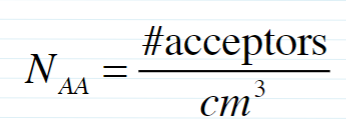 N_AA = #acceptors / cm^3